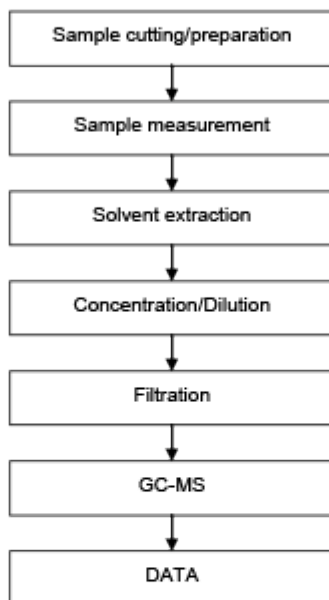 Sample cutting/preparation
Sample measurement
Solvent extraction
Concentration/Dilution
Filtration
GC-MS
DATA